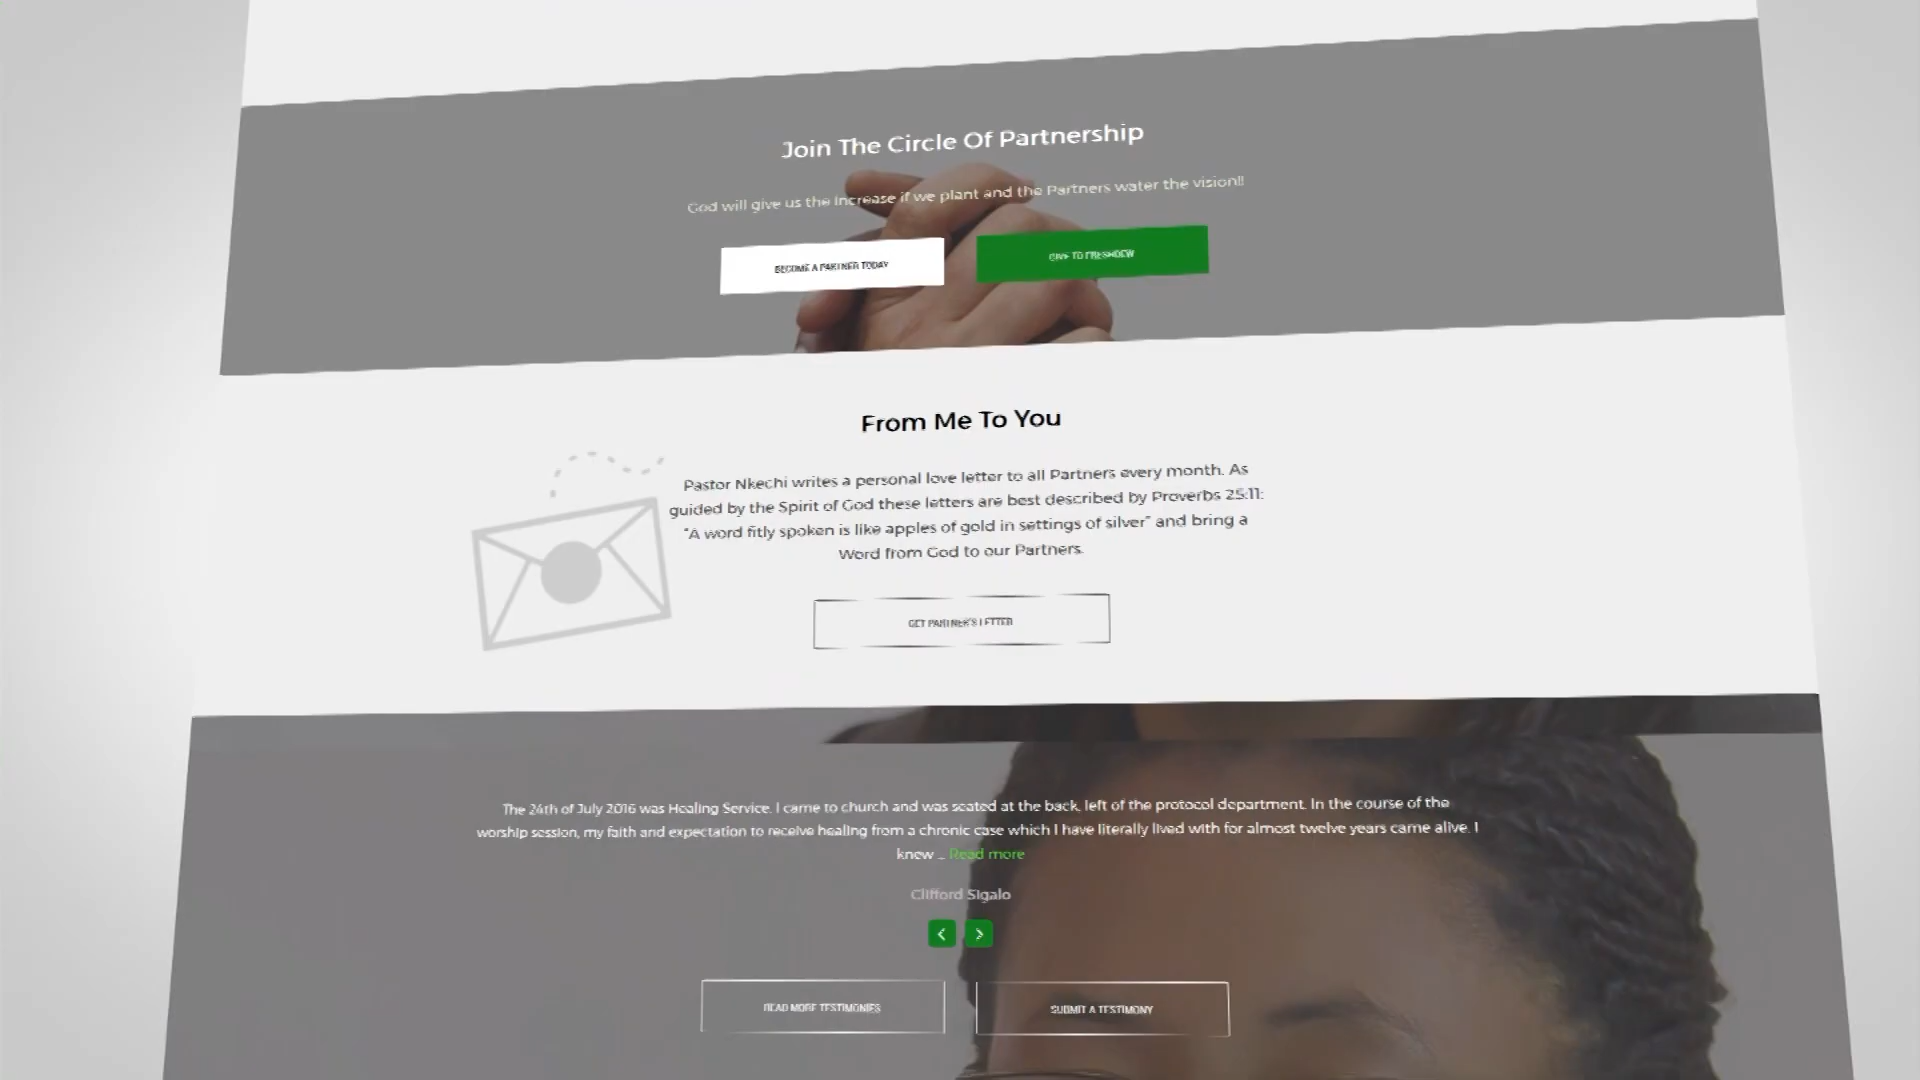 Join The Circle Of Partnership
God will give us the increase if we plant and the Partners water the vision!!
BECOME A PARTNER TODAY
GIVE TO FRESHDEW
From Me To You
Pastor Nkechi writes a personal love letter to all Partners every month. As
guided by the Spirit of God these letters are best described by Proverbs 25:11:
"A word fitly spoken is like apples of gold in settings of silver" and bring a
Word from God to our Partners.
GET PARTNER'S LETTER
The 24th of July 2016 was Healing Service. I came to church and was seated at the back, left of the protocol department. In the course of the
worship session, my faith and expectation to receive healing from a chronic case which I have literally lived with for almost twelve years came alive. I
knew ... Read more
Clifford Sigalo
READ MORE TESTIMONIES
SUBMIT A TESTIMONY